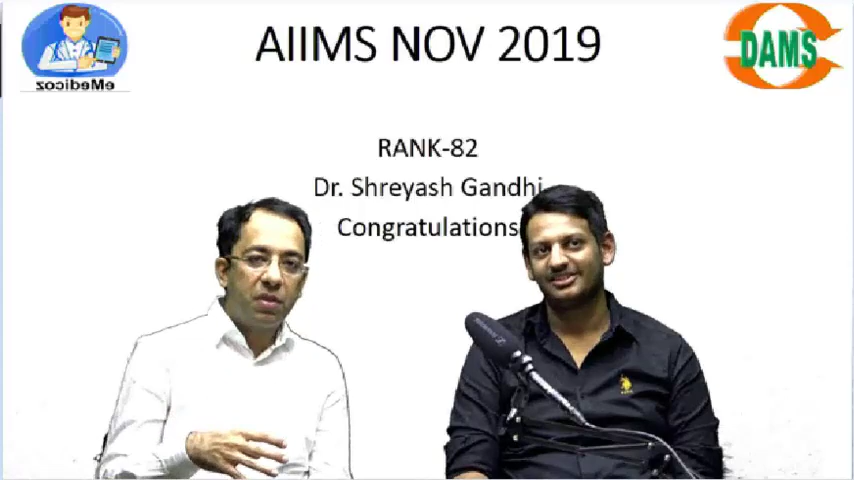 AIIMS NOV 2019
DAMS
eMedicoz
RANK-82
Dr. Shreyash Gandhi
Congratulations